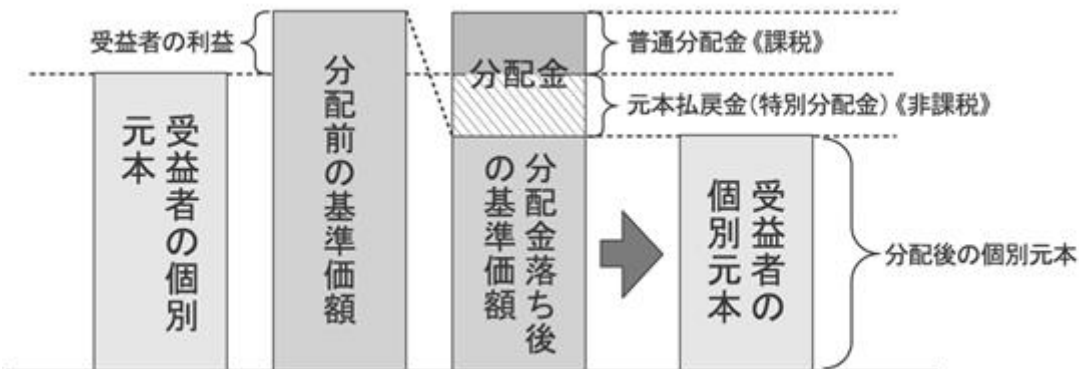 受益者の利益
受益者の個別
元本
分配前の基準価額
分配金
分配金落ち後
の基準価額
普通分配金《課税》
元本払戻金(特別分配金)《非課税》
受益者の
個別元本
分配後の個別元本